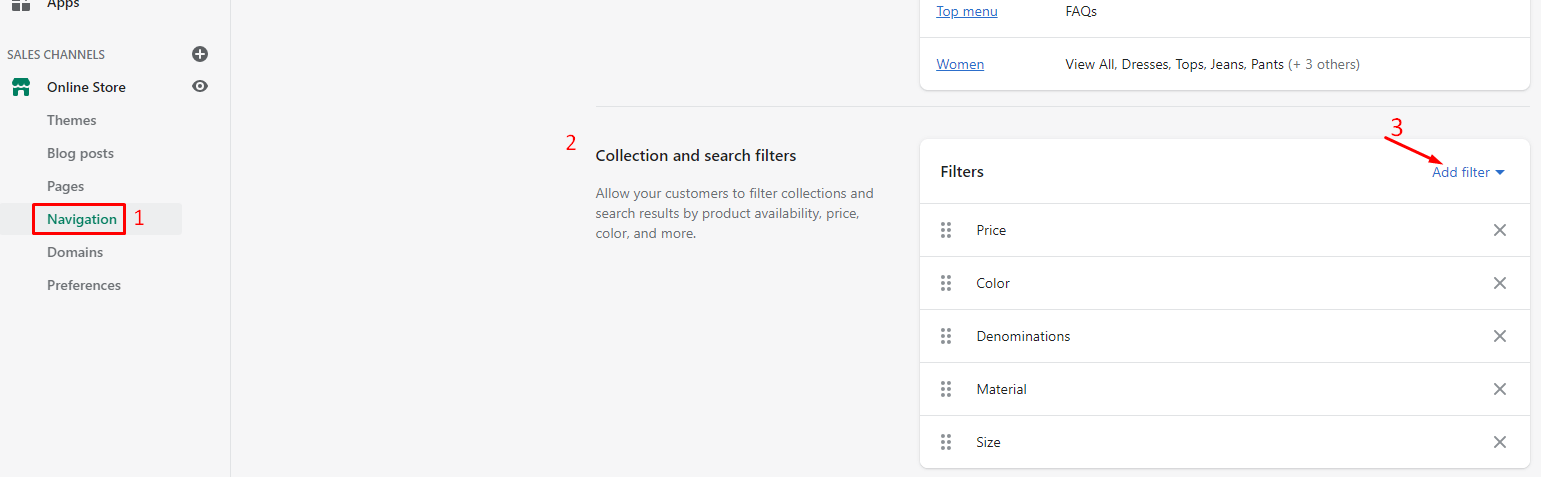 Apps
SALES CHANNELS
Online Store
Themes
Blog posts
Pages
Navigation 1
Domains
Preferences
Top menu FAQs
Women View All, Dresses, Tops, Jeans, Pants (+ 3 others)
2
Collection and search filters
Allow your customers to filter collections and
search results by product availability, price,
color, and more.
3
Filters Add filter
Price
Color
Denominations
Material
Size